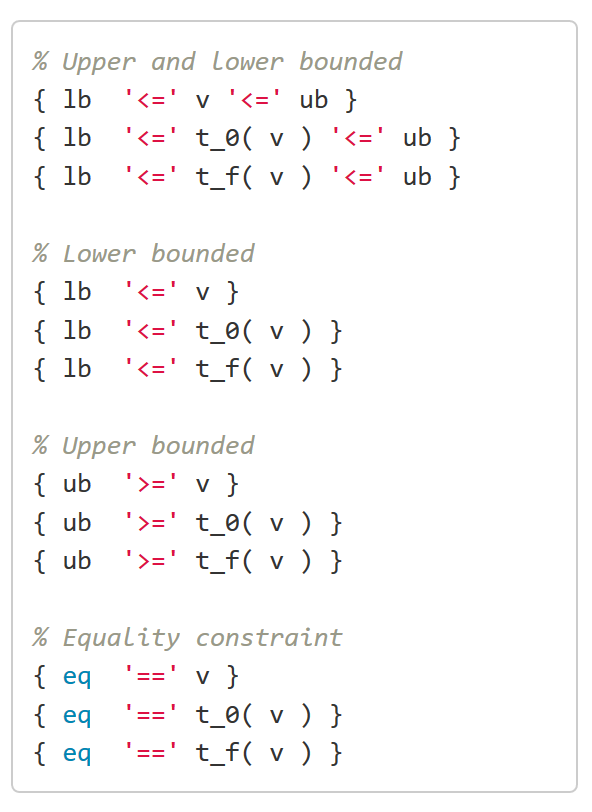 % Upper and lower bounded
{ lb  '<=' v '<=' ub }
{ lb  '<=' t_0( v ) '<=' ub }
{ lb  '<=' t_f( v ) '<=' ub }

% Lower bounded
{ lb  '<=' v }
{ lb  '<=' t_0( v ) }
{ lb  '<=' t_f( v ) }

% Upper bounded
{ ub  '>=' v }
{ ub  '>=' t_0( v ) }
{ ub  '>=' t_f( v ) }

% Equality constraint
{ eq  '==' v }
{ eq  '==' t_0( v ) }
{ eq  '==' t_f( v ) }